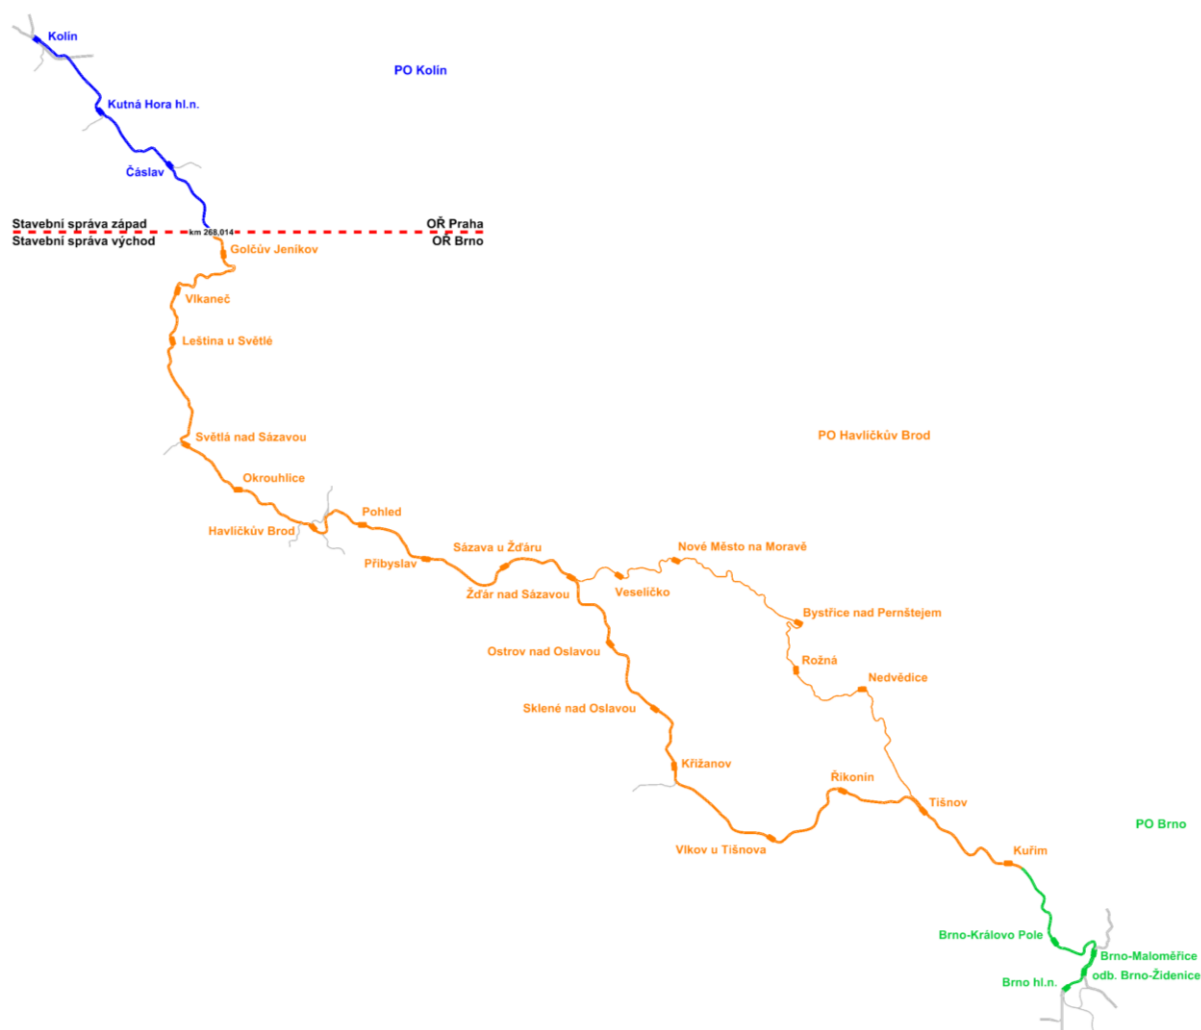 Kolín
PO Kolín
Kutná Hora hl.n.
Čáslav
Stavební správa západ
OŘ Praha
km 268,014
Stavební správa východ
OŘ Brno
Golčův Jeníkov
Vlkaneč
Leština u Světlé
PO Havlíčkův Brod
Světlá nad Sázavou
Okrouhlice
Pohled
Havlíčkův Brod
Sázava u Žďáru
Nové Město na Moravě
Přibyslav
Žďár nad Sázavou
Veselíčko
Bystřice nad Pernštejem
Ostrov nad Oslavou
Rožná
Nedvědice
Sklené nad Oslavou
Křižanov
Říkonín
Tišnov
PO Brno
Vlkov u Tišnova
Kuřim
Brno-Královo Pole
Brno-Maloměřice
odb. Brno-Židenice
Brno hl.n.